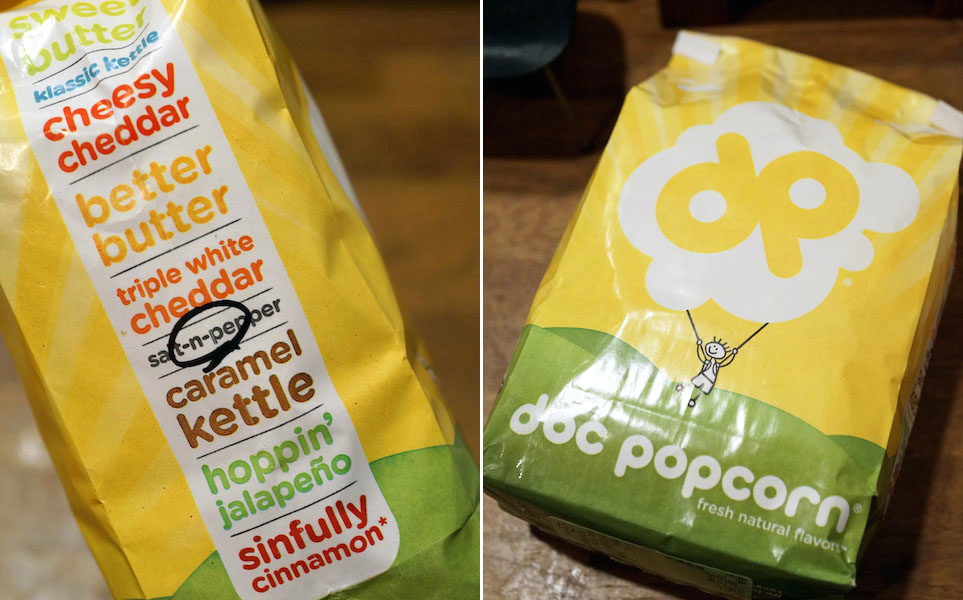 sweet
butter
klassic kettle
cheesy
cheddar
better
butter
triple white
cheddar
salt-n-pepper
caramel
kettle
hoppin'
jalapeño
sinfully
cinnamon*
dp®
doc popcorn®
fresh natural flavors